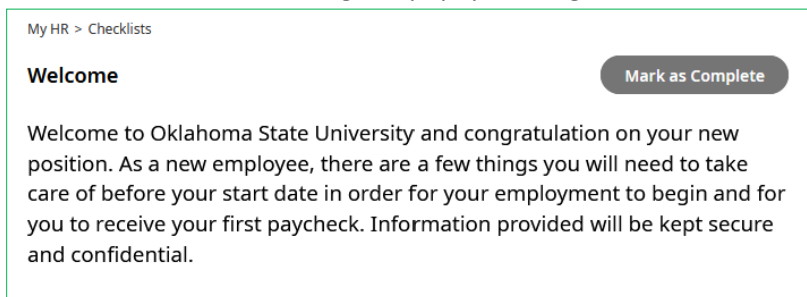 My HR > Checklists
Welcome
Mark as Complete
Welcome to Oklahoma State University and congratulation on your new
position. As a new employee, there are a few things you will need to take
care of before your start date in order for your employment to begin and for
you to receive your first paycheck. Information provided will be kept secure
and confidential.